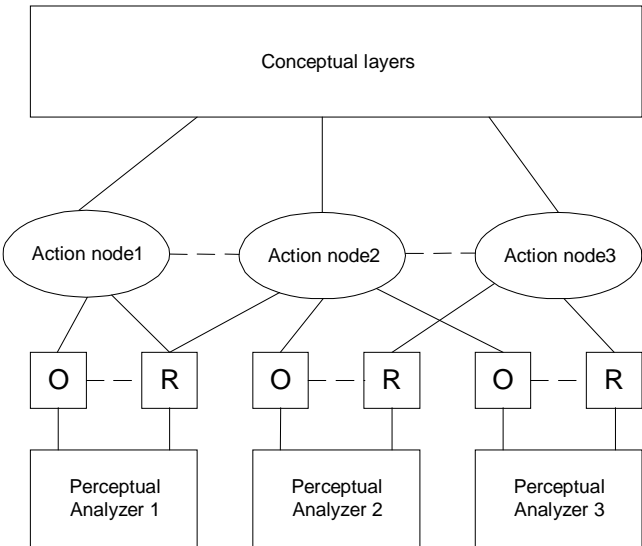 Conceptual layers
Action node1
Action node2
Action node3
O
R
O
R
O
R
Perceptual
Analyzer 1
Perceptual
Analyzer 2
Perceptual
Analyzer 3